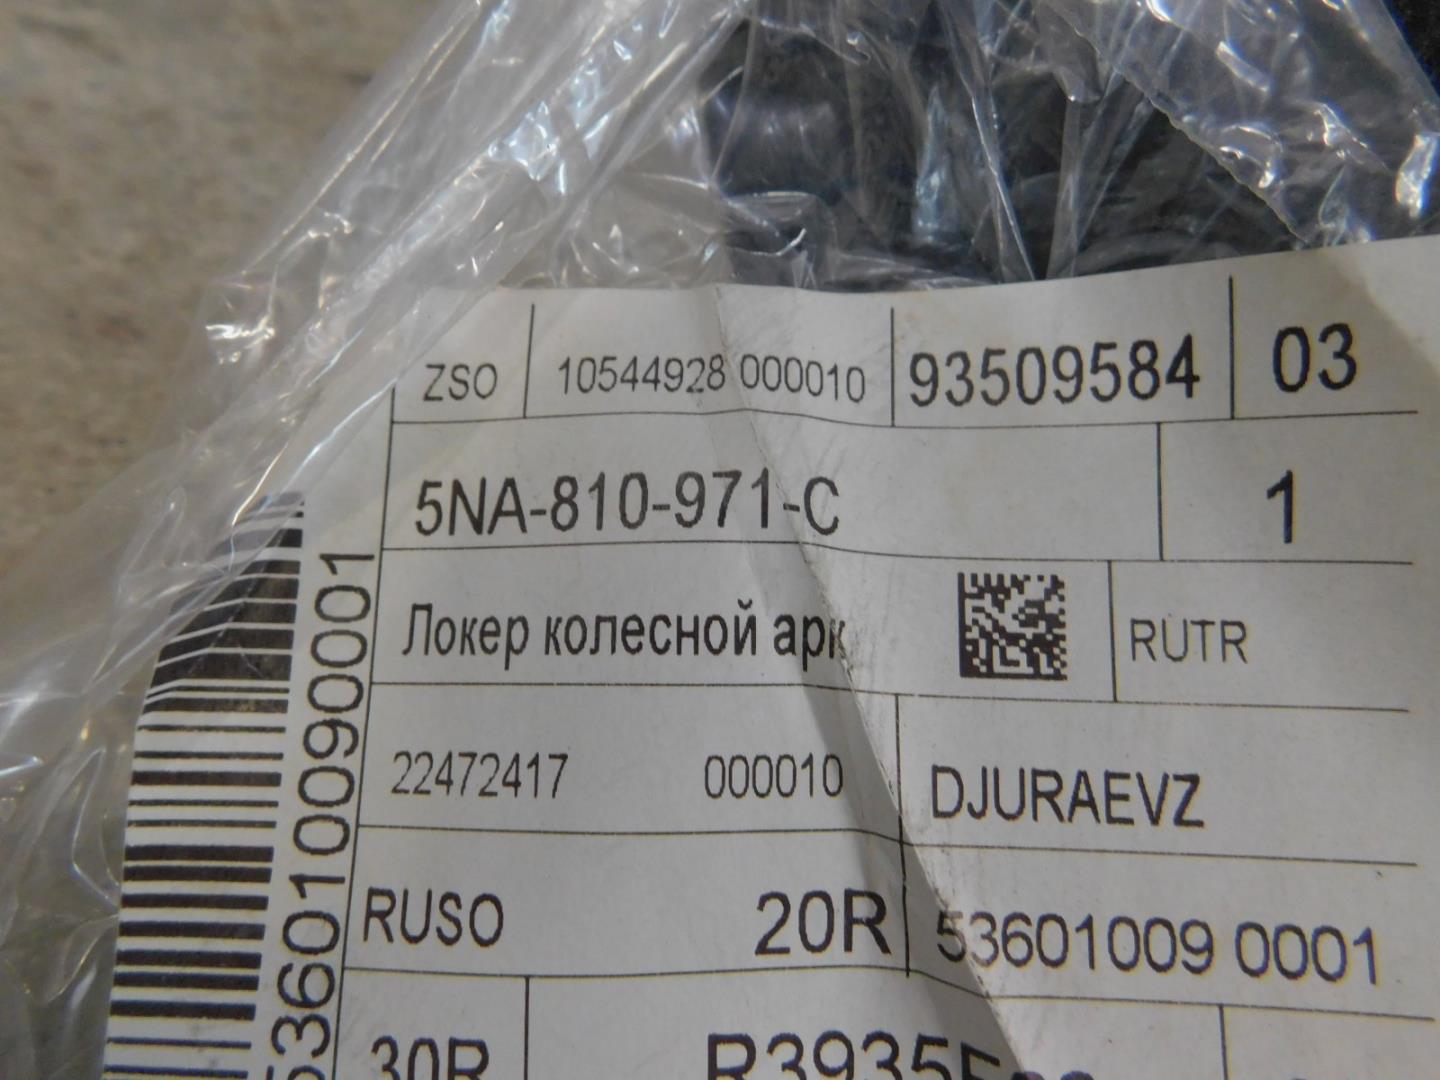 ZSO 10544928 000010 93509584 03
5NA-810-971-C 1
Локер колесной арк RUTR
22472417 000010 DJURAEVZ
RUSO 20R 53601009 0001
30R
536010090001